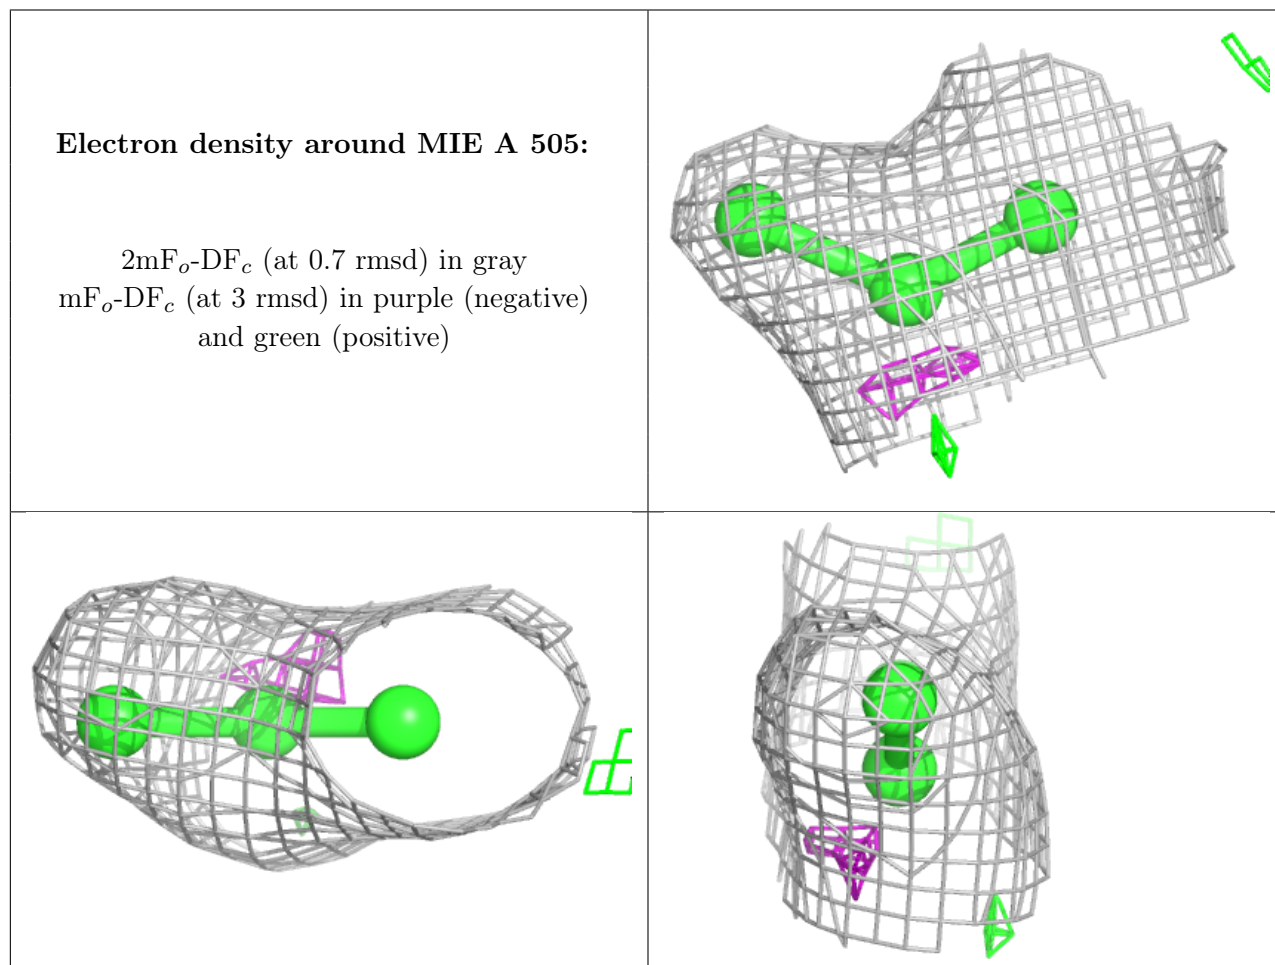 Electron density around MIE A 505:
2mFo-DFc (at 0.7 rmsd) in gray
mFo-DFc (at 3 rmsd) in purple (negative)
and green (positive)